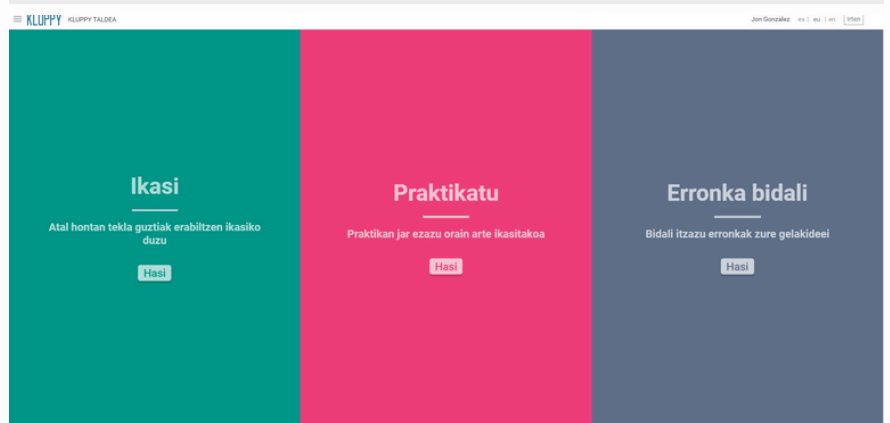 KLUPPY KLUPPY TALDEA Jon Gonzalez es | eu | en Irten
Ikasi
Atal hontan tekla guztiak erabiltzen ikasiko
duzu
Hasi
Praktikatu
Praktikan jar ezazu orain arte ikasitakoa
Hasi
Erronka bidali
Bidali itzazu erronkak zure gelakideei
Hasi